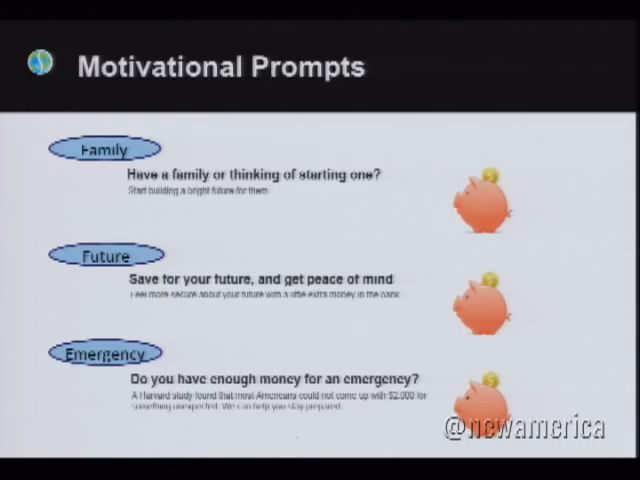 Motivational Prompts
Family
Have a family or thinking of starting one?
Start building a bright future for them
Future
Save for your future, and get peace of mind
Feel more secure about your future with a little extra money in the bank
Emergency
Do you have enough money for an emergency?
A Harvard study found that most Americans could not come up with $2,000 for
something unexpected. We can help you stay prepared.
@newamerica